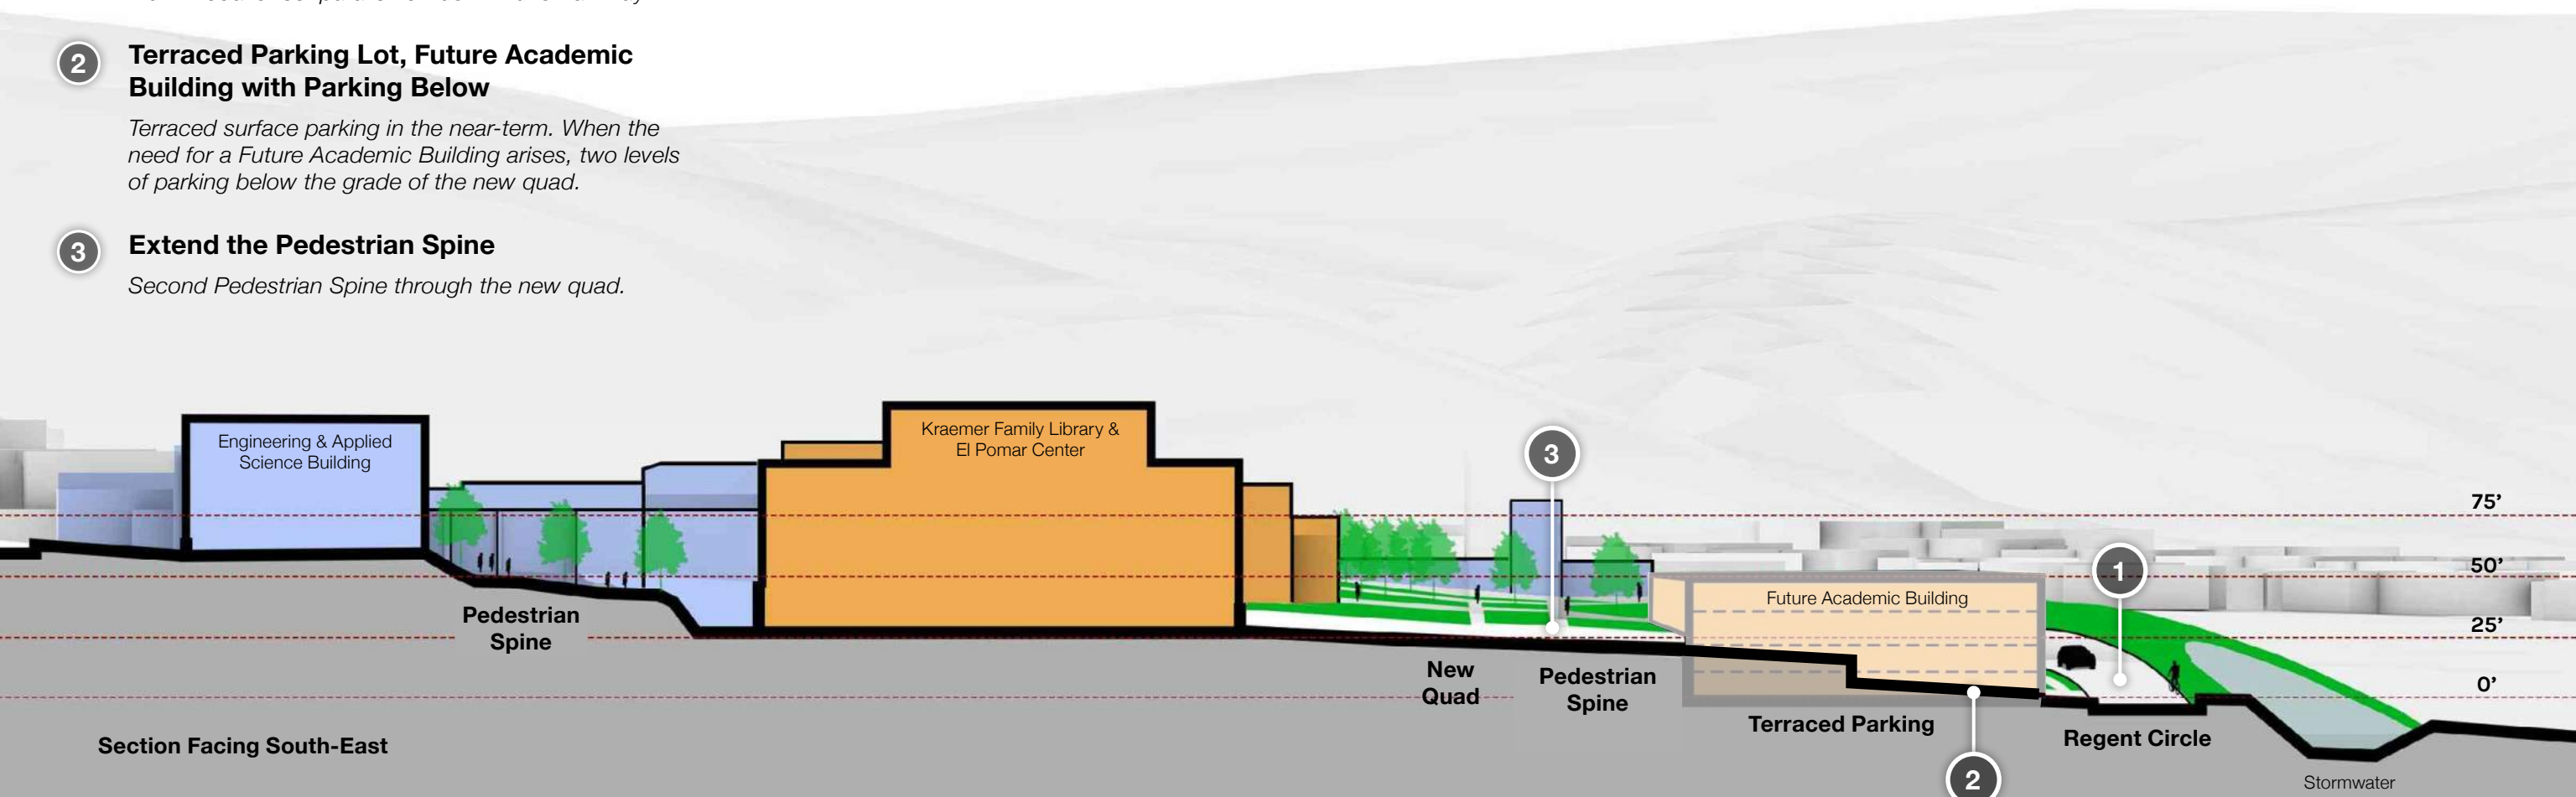 2
Terraced Parking Lot, Future Academic
Building with Parking Below
Terraced surface parking in the near-term. When the
need for a Future Academic Building arises, two levels
of parking below the grade of the new quad.
3
Extend the Pedestrian Spine
Second Pedestrian Spine through the new quad.
Engineering & Applied
Science Building
Kraemer Family Library &
El Pomar Center
3
75’
1
50’
Future Academic Building
25’
Pedestrian
Spine
New
Quad
Pedestrian
Spine
0’
Terraced Parking
Regent Circle
Section Facing South-East
2
Stormwater